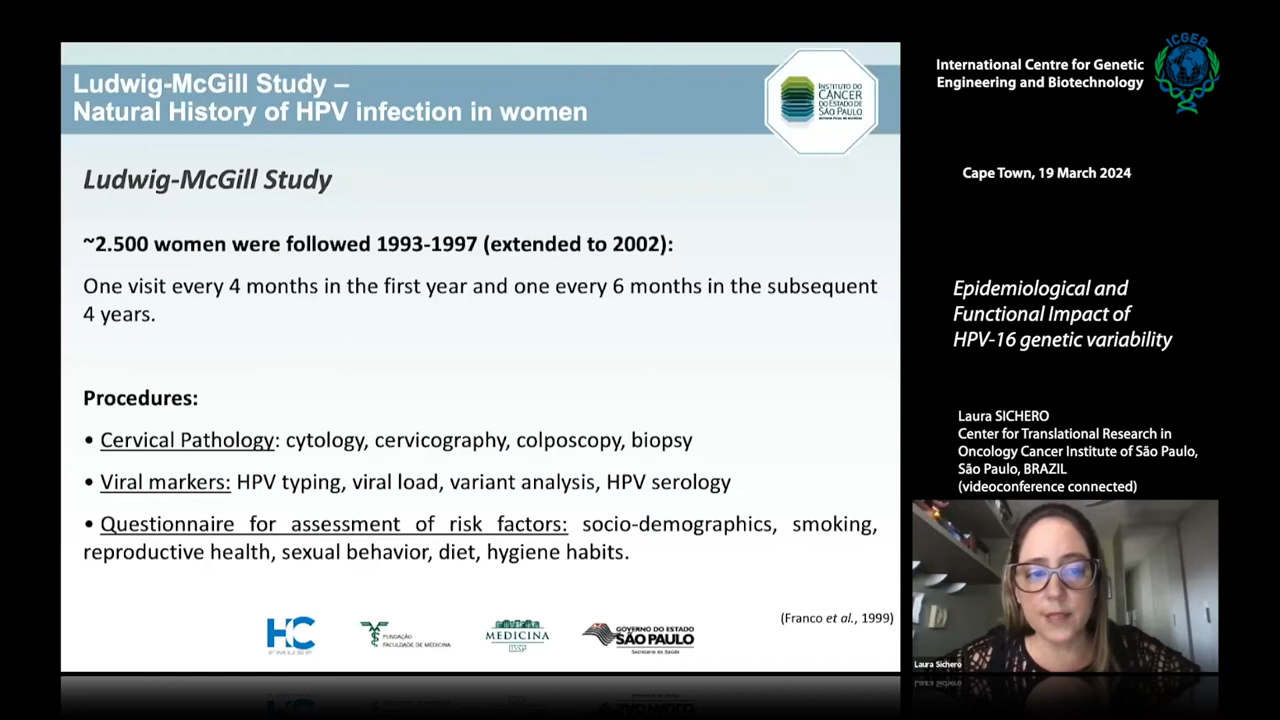 Ludwig-McGill Study –
Natural History of HPV infection in women
INSTITUTO DO
CÂNCER
DO ESTADO DE
SÃO PAULO
Ludwig-McGill Study
~2.500 women were followed 1993-1997 (extended to 2002):
One visit every 4 months in the first year and one every 6 months in the subsequent
4 years.
Procedures:
• Cervical Pathology: cytology, cervicography, colposcopy, biopsy
• Viral markers: HPV typing, viral load, variant analysis, HPV serology
• Questionnaire for assessment of risk factors: socio-demographics, smoking,
reproductive health, sexual behavior, diet, hygiene habits.
(Franco et al., 1999)
HC
FMUSP
FUNDAÇÃO
FACULDADE DE MEDICINA
MEDICINA
USP
GOVERNO DO ESTADO
SÃO PAULO
Secretaria da Saúde
International Centre for Genetic
Engineering and Biotechnology
ICGEB
Cape Town, 19 March 2024
Epidemiological and
Functional Impact of
HPV-16 genetic variability
Laura SICHERO
Center for Translational Research in
Oncology Cancer Institute of São Paulo,
São Paulo, BRAZIL
(videoconference connected)
Laura Sichero